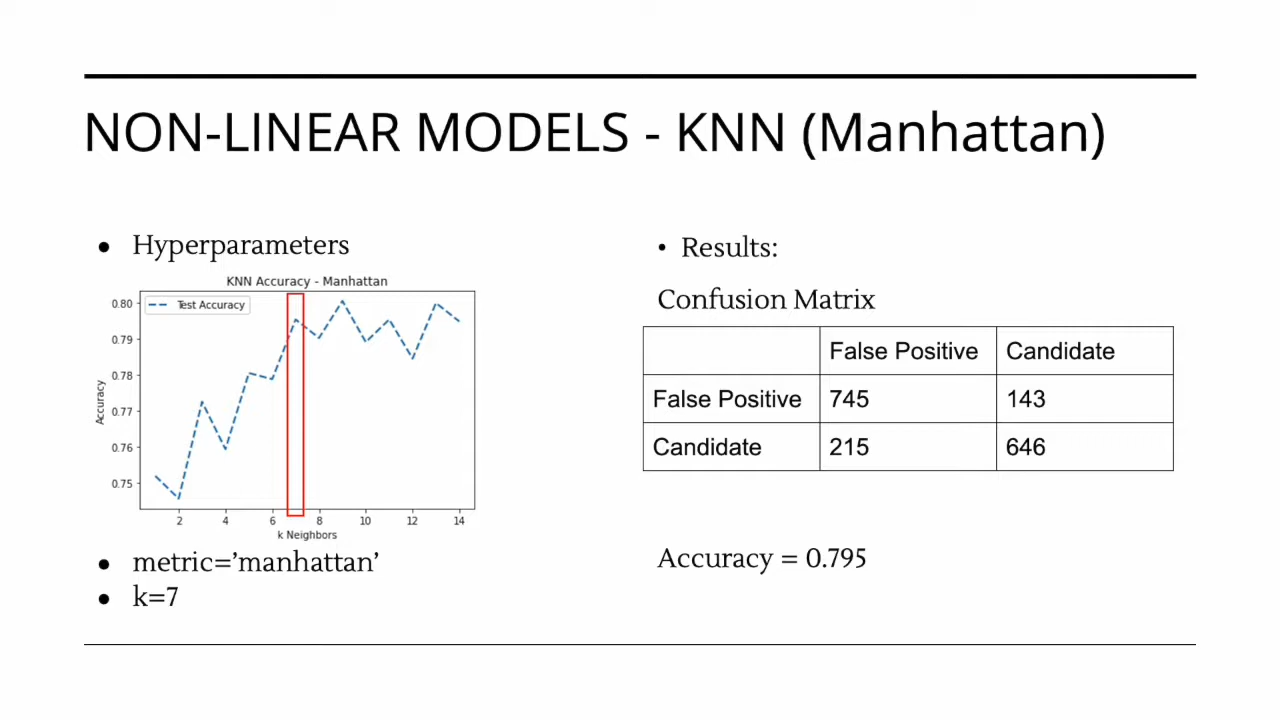 NON-LINEAR MODELS - KNN (Manhattan)
● Hyperparameters
KNN Accuracy - Manhattan
Test Accuracy
0.80
0.79
0.78
0.77
0.76
0.75
Accuracy
2 4 6 8 10 12 14
k Neighbors
● metric=’manhattan’
● k=7
• Results:
Confusion Matrix
False Positive Candidate
False Positive 745 143
Candidate 215 646
Accuracy = 0.795